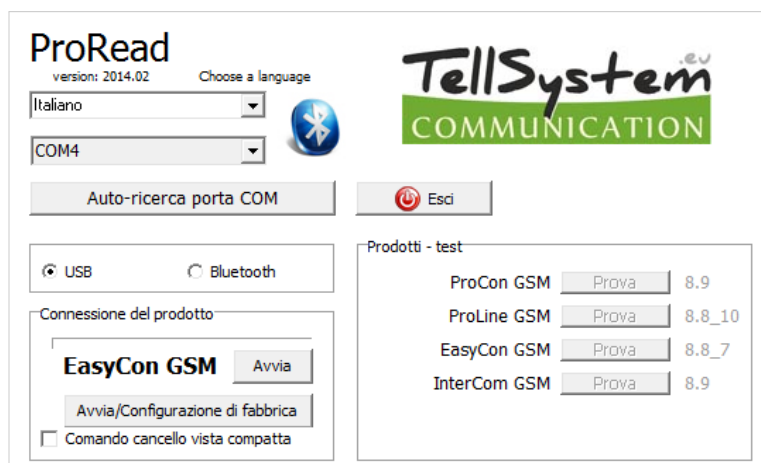 ProRead
version: 2014.02
Choose a language
Italiano
COM4
TellSystem.eu
COMMUNICATION
Auto-ricerca porta COM
Esci
USB
Bluetooth
Connessione del prodotto
EasyCon GSM
Avvia
Avvia/Configurazione di fabbrica
Comando cancello vista compatta
Prodotti - test
ProCon GSM Prova 8.9
ProLine GSM Prova 8.8_10
EasyCon GSM Prova 8.8_7
InterCom GSM Prova 8.9